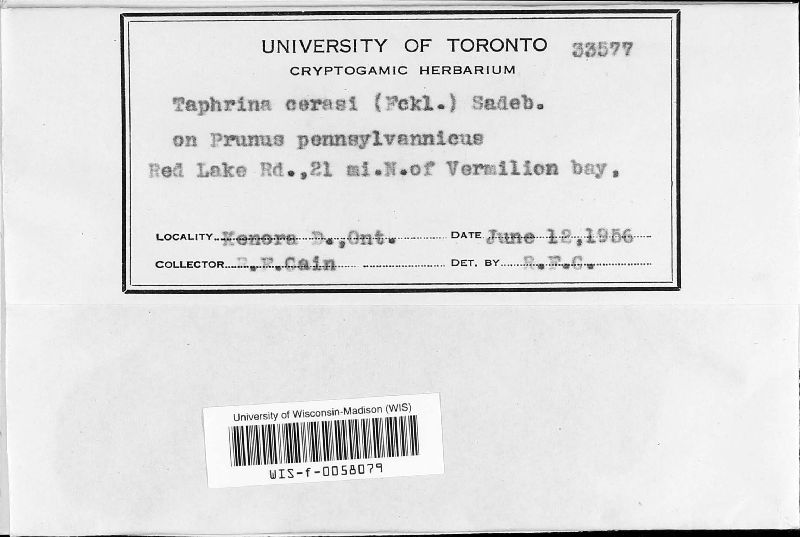 UNIVERSITY OF TORONTO 33577
CRYPTOGAMIC HERBARIUM
Taphrina cerasi (Fckl.) Sadeb.
on Prunus pennsylvannicus
Red Lake Rd.,21 mi.N.of Vermilion bay,
LOCALITY Kenora D.,Ont. DATE June 12,1956
COLLECTOR R.F.Cain DET. BY R.F.C.
University of Wisconsin-Madison (WIS)
WIS-f-0058079